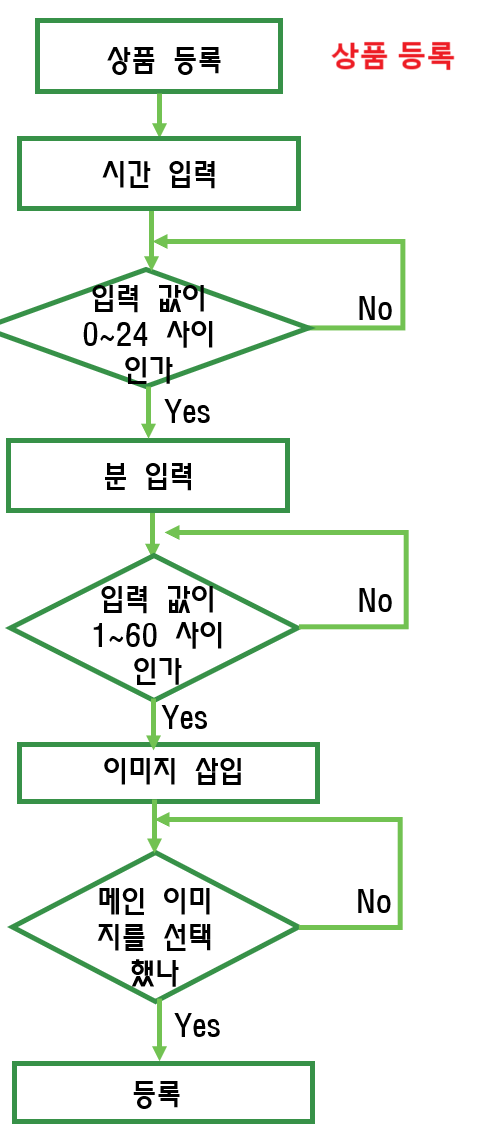 상품 등록
상품 등록
시간 입력
입력 값이
0~24 사이
인가
No
Yes
분 입력
입력 값이
1~60 사이
인가
No
Yes
이미지 삽입
메인 이미
지를 선택
했나
No
Yes
등록